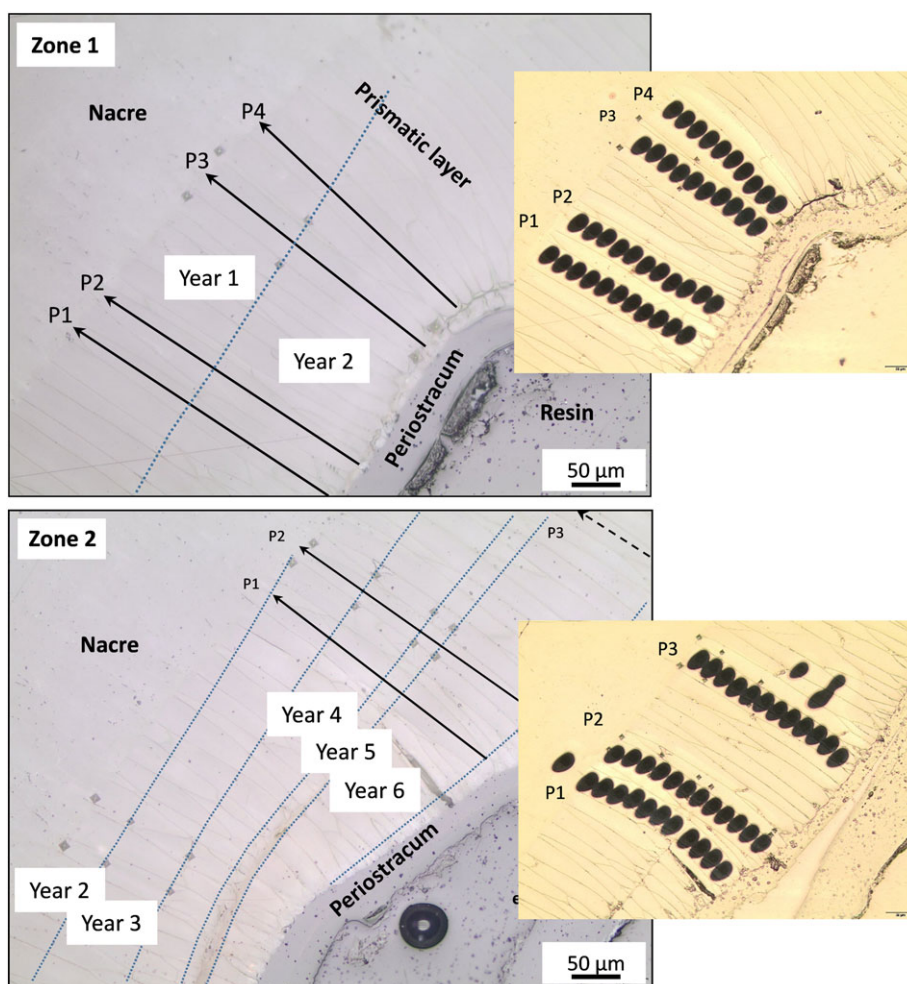 Zone 1
Nacre
Prismatic layer
P4
P3
Year 1
P2
P1
Year 2
Periostracum
Resin
50 µm
P4
P3
P2
P1
Zone 2
P2
P3
P1
Nacre
Year 4
Year 5
Year 6
Periostracum
Year 2
Year 3
e
50 µm
P3
P2
P1